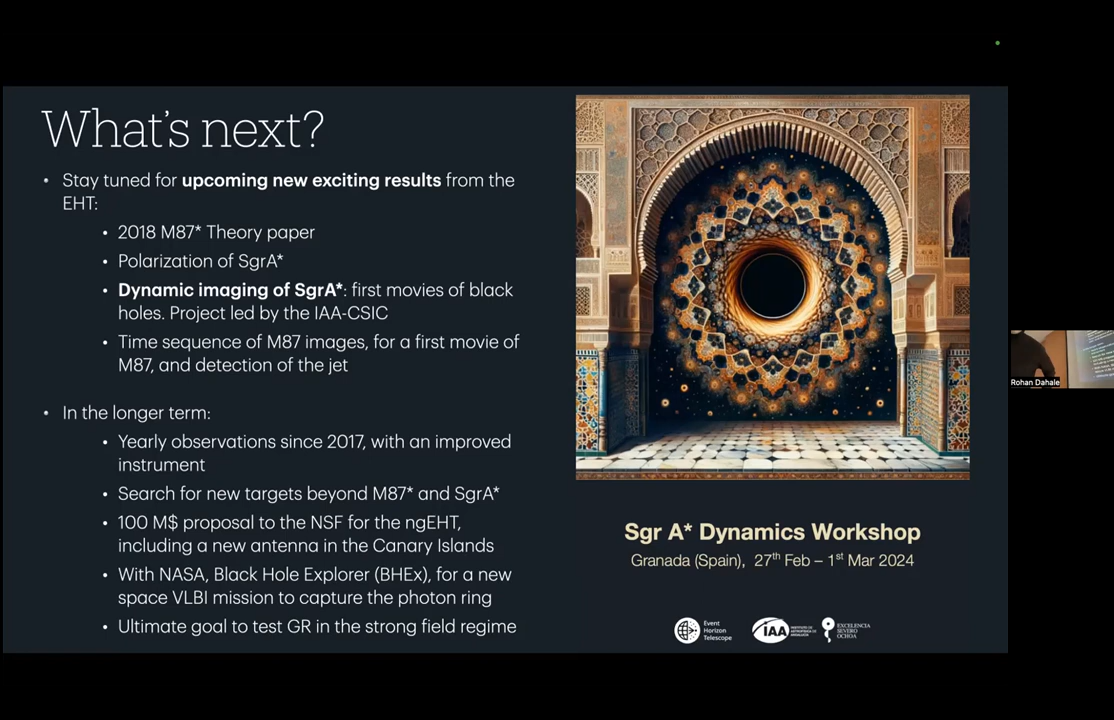 What's next?
• Stay tuned for upcoming new exciting results from the
EHT:
• 2018 M87* Theory paper
• Polarization of SgrA*
• Dynamic imaging of SgrA*: first movies of black
holes. Project led by the IAA-CSIC
• Time sequence of M87 images, for a first movie of
M87, and detection of the jet
• In the longer term:
• Yearly observations since 2017, with an improved
instrument
• Search for new targets beyond M87* and SgrA*
• 100 M$ proposal to the NSF for the ngEHT,
including a new antenna in the Canary Islands
• With NASA, Black Hole Explorer (BHEx), for a new
space VLBI mission to capture the photon ring
• Ultimate goal to test GR in the strong field regime
Sgr A* Dynamics Workshop
Granada (Spain), 27th Feb – 1st Mar 2024
Event
Horizon
Telescope
IAA
EXCELENCIA
SEVERO
OCHOA
Rohan Dahale